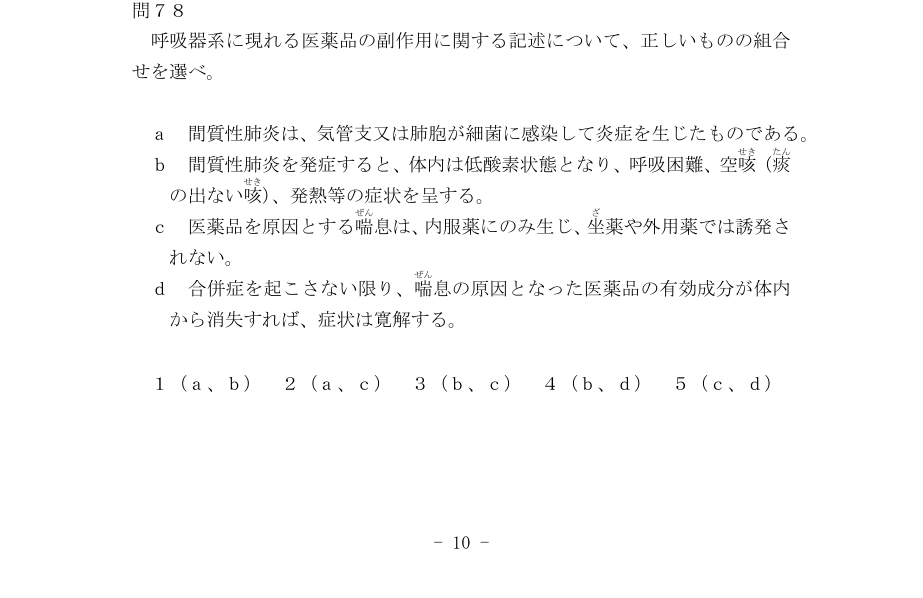 問７８
呼吸器系に現れる医薬品の副作用に関する記述について、正しいものの組合
せを選べ。
ａ　間質性肺炎は、気管支又は肺胞が細菌に感染して炎症を生じたものである。
ｂ　間質性肺炎を発症すると、体内は低酸素状態となり、呼吸困難、空咳（痰
の出ない咳）、発熱等の症状を呈する。
ｃ　医薬品を原因とする喘息は、内服薬にのみ生じ、坐薬や外用薬では誘発さ
れない。
ｄ　合併症を起こさない限り、喘息の原因となった医薬品の有効成分が体内
から消失すれば、症状は寛解する。
１（ａ、ｂ）　２（ａ、ｃ）　３（ｂ、ｃ）　４（ｂ、ｄ）　５（ｃ、ｄ）
- 10 -